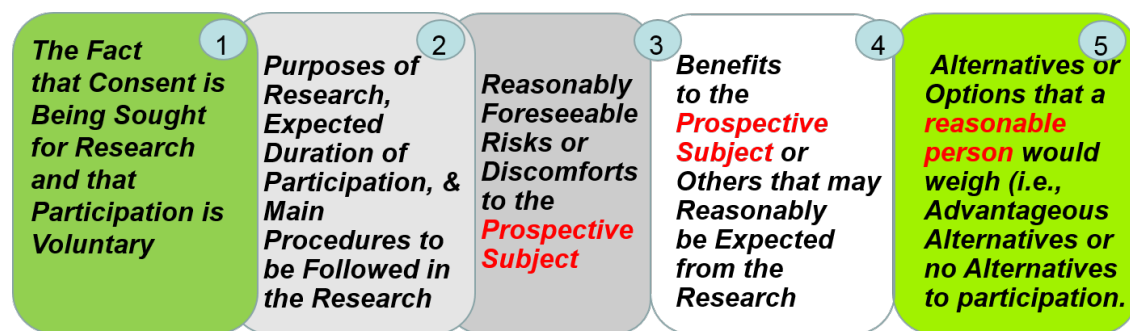 1
The Fact
that Consent is
Being Sought
for Research
and that
Participation is
Voluntary
2
Purposes of
Research,
Expected
Duration of
Participation, &
Main
Procedures to
be Followed in
the Research
3
Reasonably
Foreseeable
Risks or
Discomforts
to the
Prospective
Subject
4
Benefits
to the
Prospective
Subject or
Others that may
Reasonably
be Expected
from the
Research
5
Alternatives or
Options that a
reasonable
person would
weigh (i.e.,
Advantageous
Alternatives or
no Alternatives
to participation.